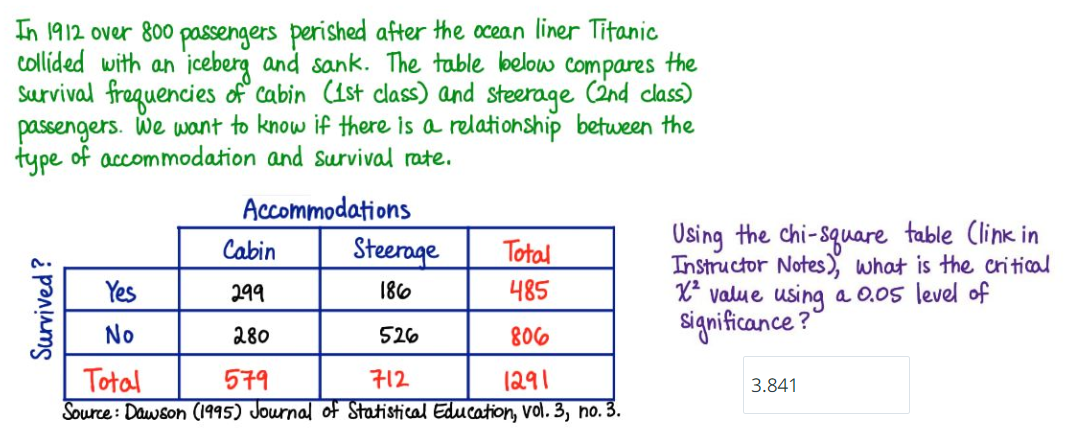 In 1912 over 800 passengers perished after the ocean liner Titanic
collided with an iceberg and sank. The table below compares the
survival frequencies of cabin (1st class) and steerage (2nd class)
passengers. We want to know if there is a relationship between the
type of accommodation and survival rate.
Accommodations
Cabin Steerage Total
Survived?
Yes 299 186 485
No 280 526 806
Total 579 712 1291
Source: Dawson (1995) Journal of Statistical Education, vol. 3, no. 3.
Using the chi-square table (link in
Instructor Notes), what is the critical
χ² value using a 0.05 level of
significance?
3.841